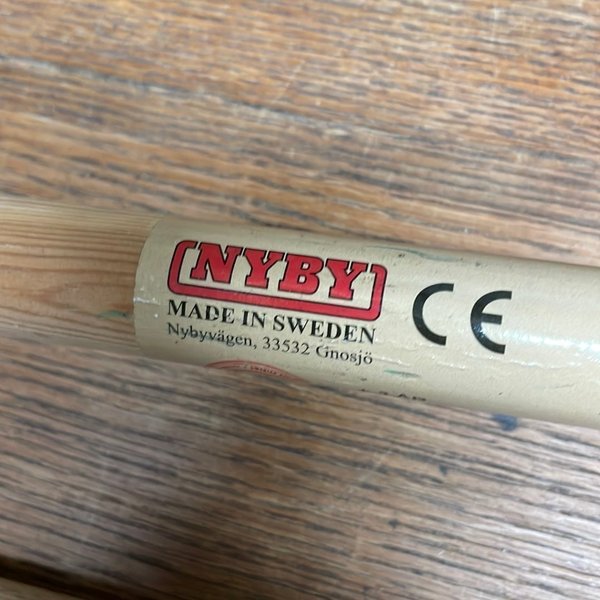 NYBY
MADE IN SWEDEN
Nybyvägen, 33532 Gnosjö
CE